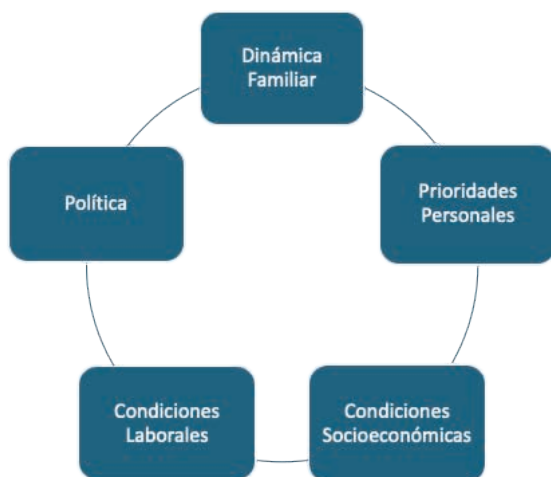 Dinámica
Familiar
Prioridades
Personales
Condiciones
Socioeconómicas
Condiciones
Laborales
Política